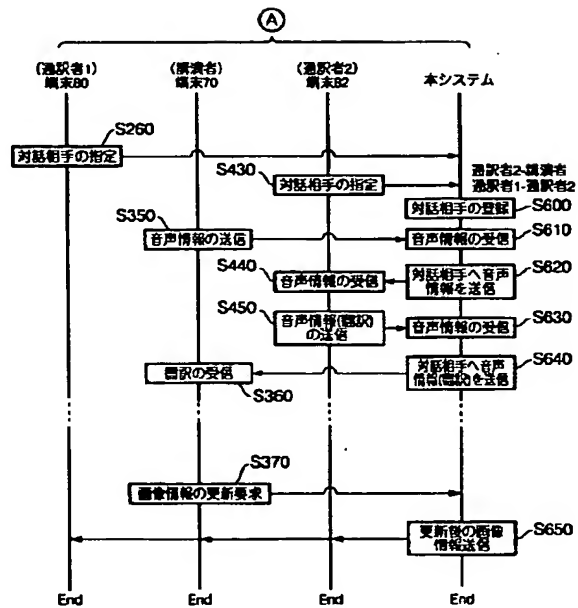 A
(通訳者1)
端末80
(講演者)
端末70
(通訳者2)
端末82
本システム
S260
対話相手の指定
S430
対話相手の指定
通訳者2-講演者
通訳者1-通訳者2
対話相手の登録
S600
S350
音声情報の送信
音声情報の受信
S610
S440
音声情報の受信
対話相手へ音声
情報を送信
S620
S450
音声情報(翻訳)
の送信
音声情報の受信
S630
翻訳の受信
S360
対話相手へ音声
情報(翻訳)を送信
S640
S370
画像情報の更新要求
更新後の画像
情報送信
S650
End
End
End
End